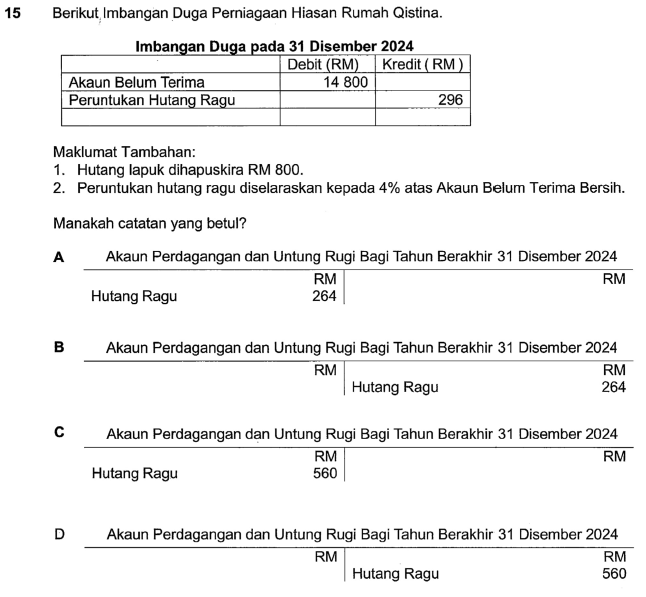 15 Berikut Imbangan Duga Perniagaan Hiasan Rumah Qistina.
Imbangan Duga pada 31 Disember 2024
Debit (RM) Kredit ( RM )
Akaun Belum Terima 14 800
Peruntukan Hutang Ragu 296
Maklumat Tambahan:
1. Hutang lapuk dihapuskira RM 800.
2. Peruntukan hutang ragu diselaraskan kepada 4% atas Akaun Belum Terima Bersih.
Manakah catatan yang betul?
A Akaun Perdagangan dan Untung Rugi Bagi Tahun Berakhir 31 Disember 2024
RM RM
Hutang Ragu 264
B Akaun Perdagangan dan Untung Rugi Bagi Tahun Berakhir 31 Disember 2024
RM RM
Hutang Ragu 264
C Akaun Perdagangan dan Untung Rugi Bagi Tahun Berakhir 31 Disember 2024
RM RM
Hutang Ragu 560
D Akaun Perdagangan dan Untung Rugi Bagi Tahun Berakhir 31 Disember 2024
RM RM
Hutang Ragu 560